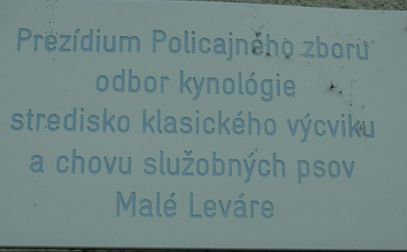 Prezídium Policajného zboru
odbor kynológie
stredisko klasického výcviku
a chovu služobných psov
Malé Leváre